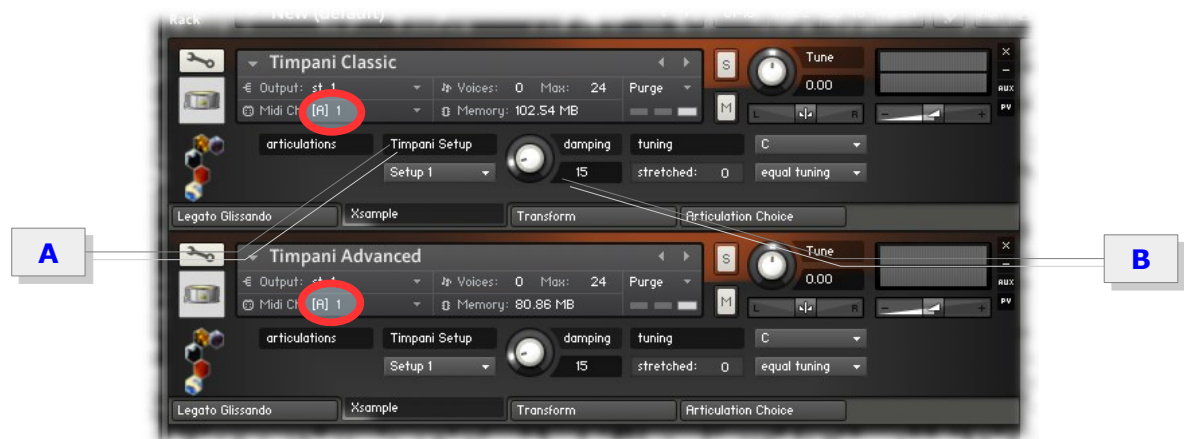 Rack New (default)
Timpani Classic S Tune
Output: st.1 Voices: 0 Max: 24 Purge 0.00 AUX
Midi Ch: [A] 1 Memory: 102.54 MB M L R - + PV
articulations Timpani Setup damping tuning C
Setup 1 15 stretched: 0 equal tuning
Legato Glissando Xsample Transform Articulation Choice
A B
Timpani Advanced S Tune
Output: st.1 Voices: 0 Max: 24 Purge 0.00 AUX
Midi Ch: [A] 1 Memory: 80.86 MB M L R - + PV
articulations Timpani Setup damping tuning C
Setup 1 15 stretched: 0 equal tuning
Legato Glissando Xsample Transform Articulation Choice